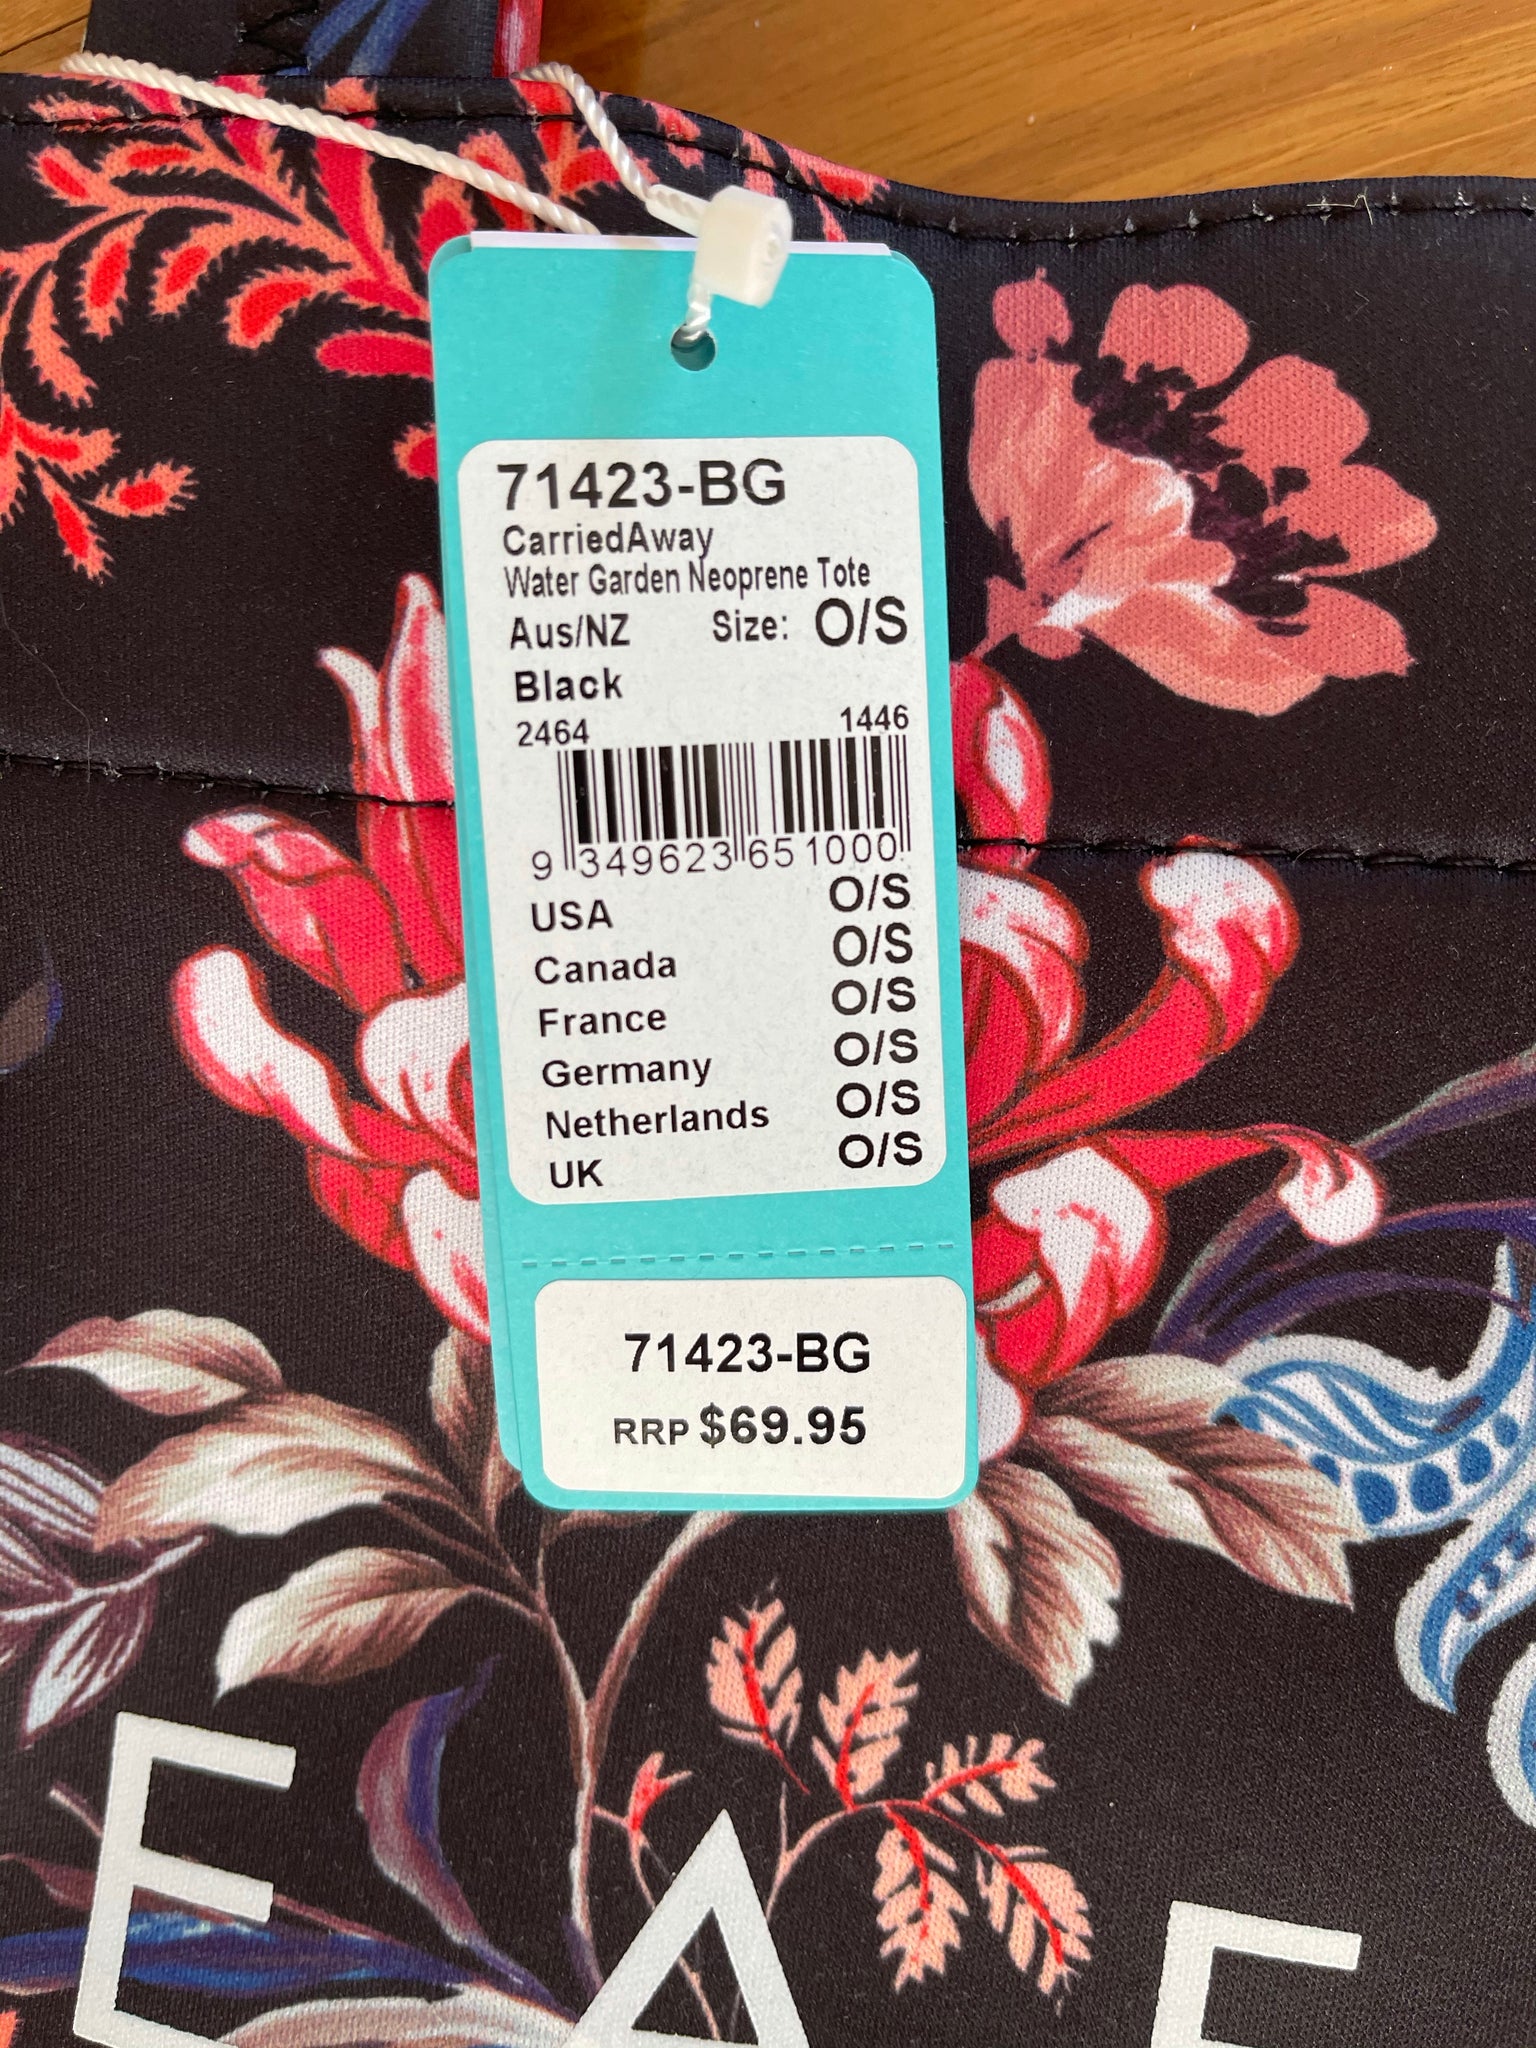 71423-BG
CarriedAway
Water Garden Neoprene Tote
Aus/NZ Size: O/S
Black
2464 1446
9 349623 651000
USA O/S
Canada O/S
France O/S
Germany O/S
Netherlands O/S
UK O/S
71423-BG
RRP $69.95
E A F